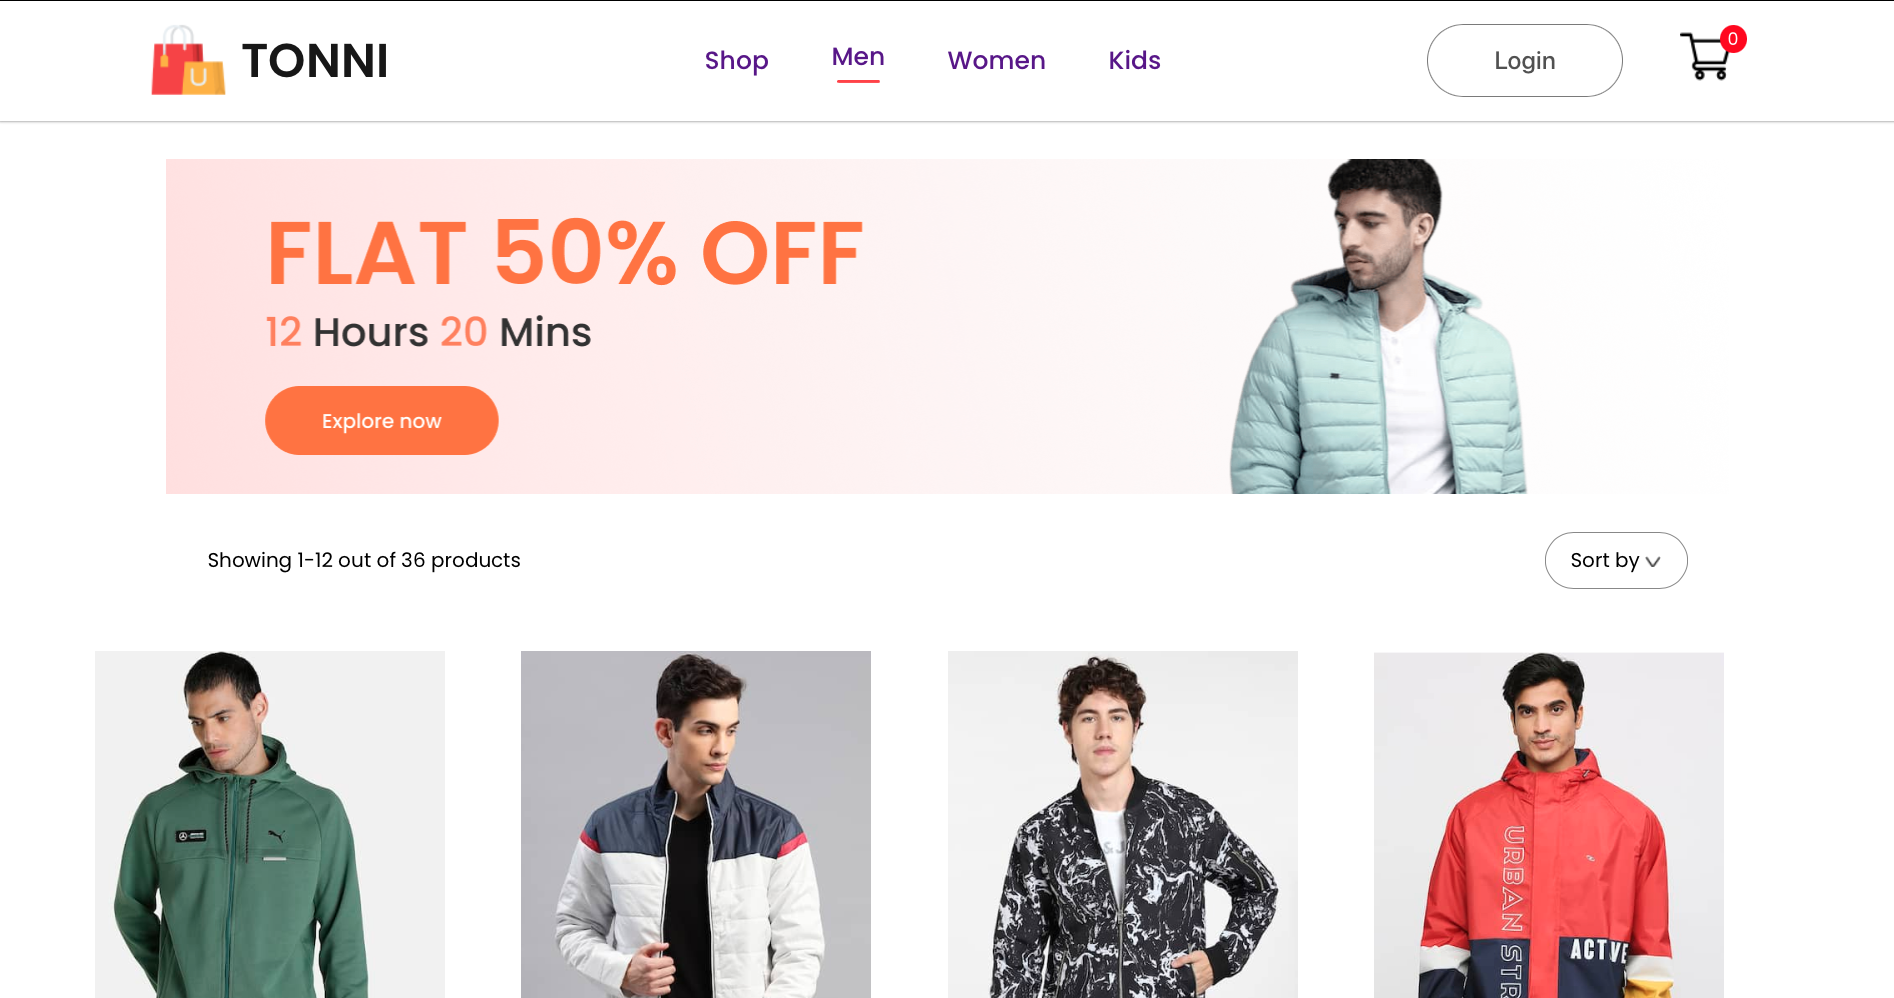 TONNI
Shop
Men
Women
Kids
Login
0
U
FLAT 50% OFF
12 Hours 20 Mins
Explore now
Showing 1-12 out of 36 products
Sort by
URBAN STR
ACTIVE
& J